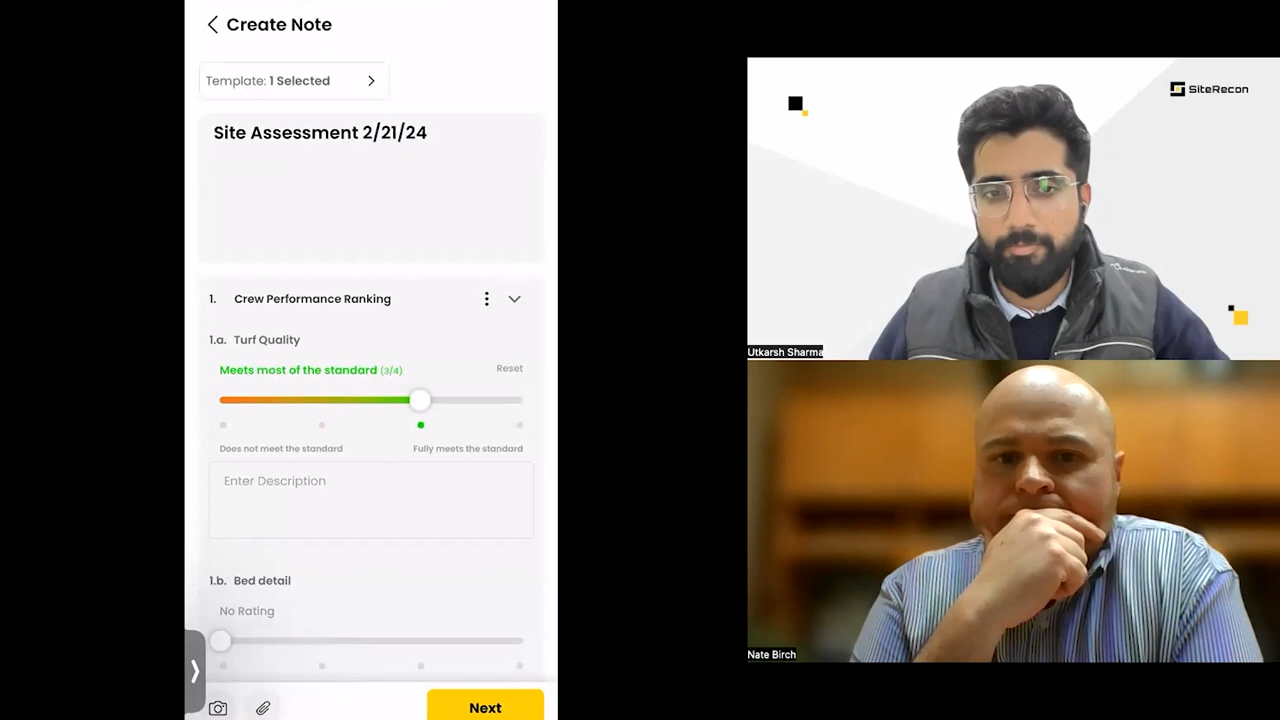 Create Note
Template: 1 Selected
Site Assessment 2/21/24
1. Crew Performance Ranking
1.a. Turf Quality
Meets most of the standard (3/4)
Reset
Does not meet the standard
Fully meets the standard
Enter Description
1.b. Bed detail
No Rating
Next
SiteRecon
Utkarsh Sharma
Nate Birch